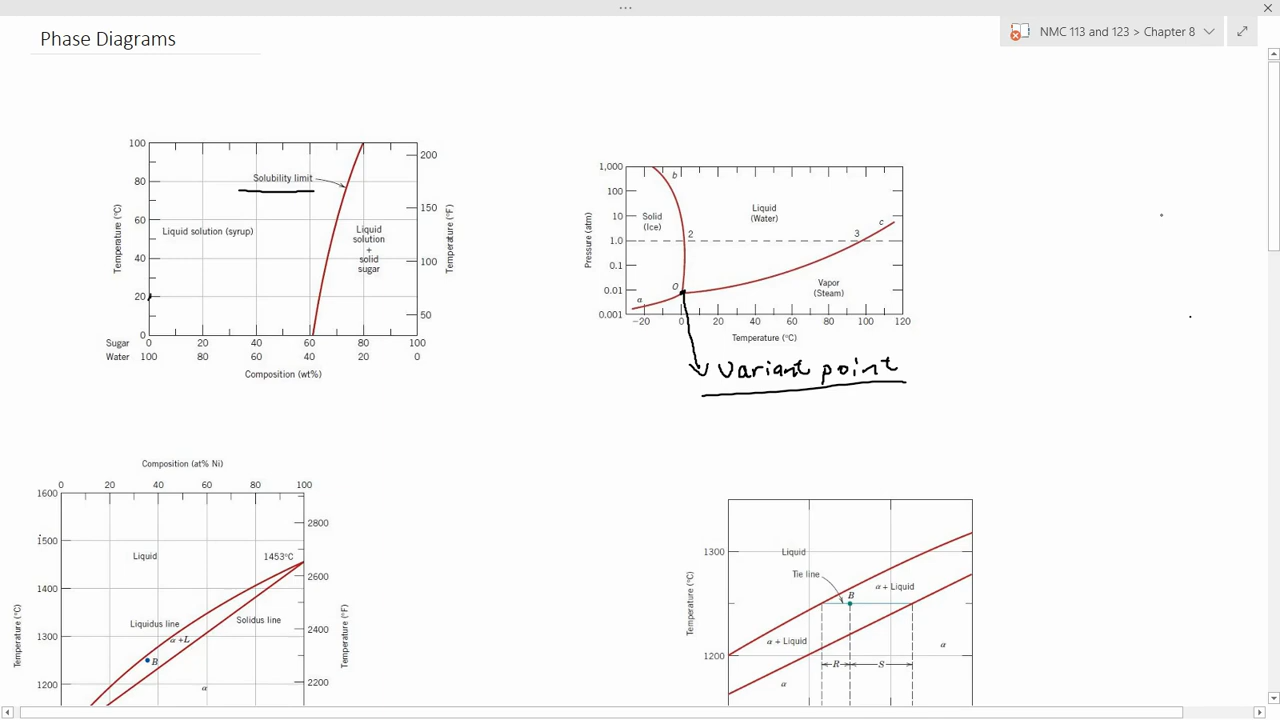 NMC 113 and 123 > Chapter 8
Phase Diagrams
100
80
60
40
20
0
Temperature (°C)
Solubility limit
Liquid solution (syrup)
Liquid
solution
+
solid
sugar
200
150
100
50
Temperature (°F)
Sugar 0 20 40 60 80 100
Water 100 80 60 40 20 0
Composition (wt%)
1,000
100
10
1.0
0.1
0.01
0.001
Pressure (atm)
b
Solid
(Ice)
Liquid
(Water)
c
2
3
O
a
Vapor
(Steam)
−20 0 20 40 60 80 100 120
Temperature (°C)
Variant point
Composition (at% Ni)
0 20 40 60 80 100
1600
1500
1400
1300
1200
Temperature (°C)
Liquid
1453°C
Liquidus line
Solidus line
α + L
B
α
2800
2600
2400
2200
Temperature (°F)
1300
1200
Temperature (°C)
Liquid
Tie line
B
α + Liquid
α + Liquid
R
S
α
α